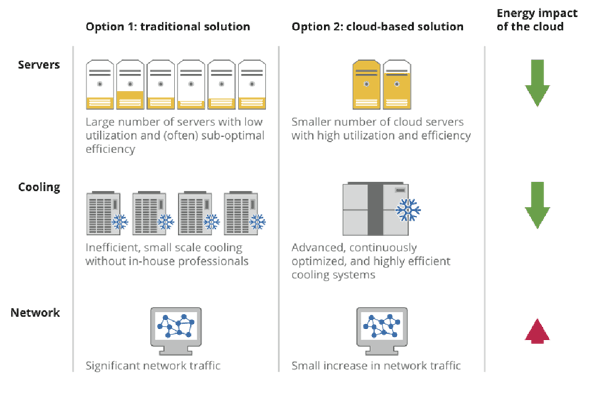 Option 1: traditional solution
Option 2: cloud-based solution
Energy impact
of the cloud
Servers
Large number of servers with low
utilization and (often) sub-optimal
efficiency
Smaller number of cloud servers
with high utilization and efficiency
Cooling
Inefficient, small scale cooling
without in-house professionals
Advanced, continuously
optimized, and highly efficient
cooling systems
Network
Significant network traffic
Small increase in network traffic